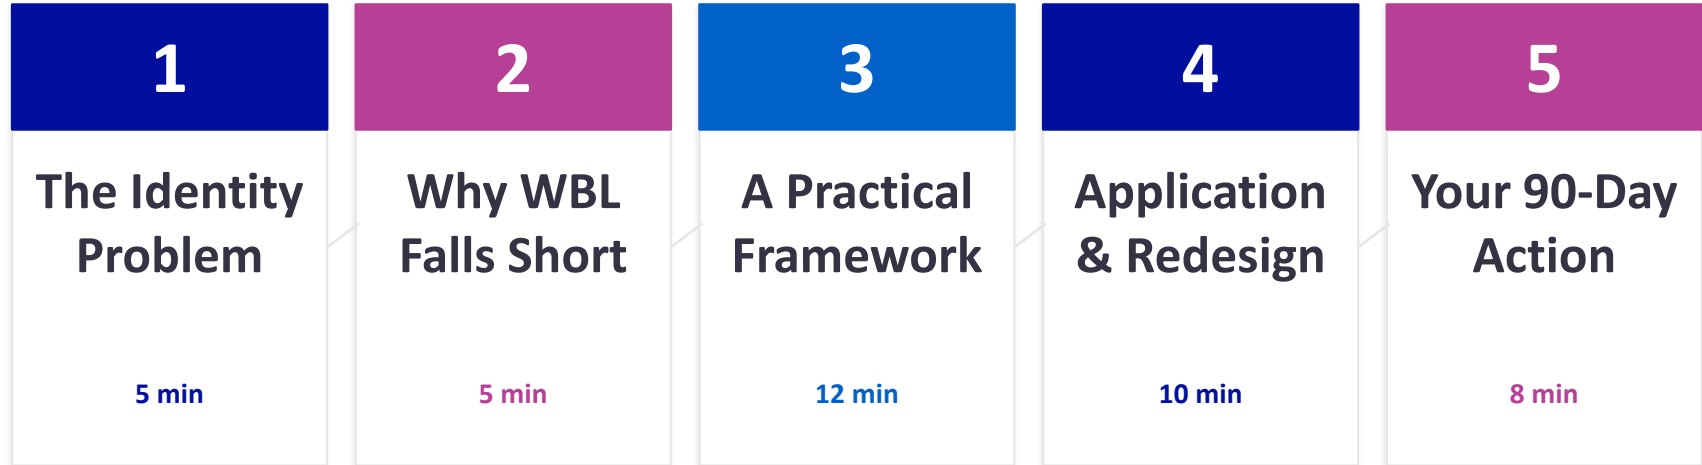 1
The Identity
Problem
5 min
2
Why WBL
Falls Short
5 min
3
A Practical
Framework
12 min
4
Application
& Redesign
10 min
5
Your 90-Day
Action
8 min